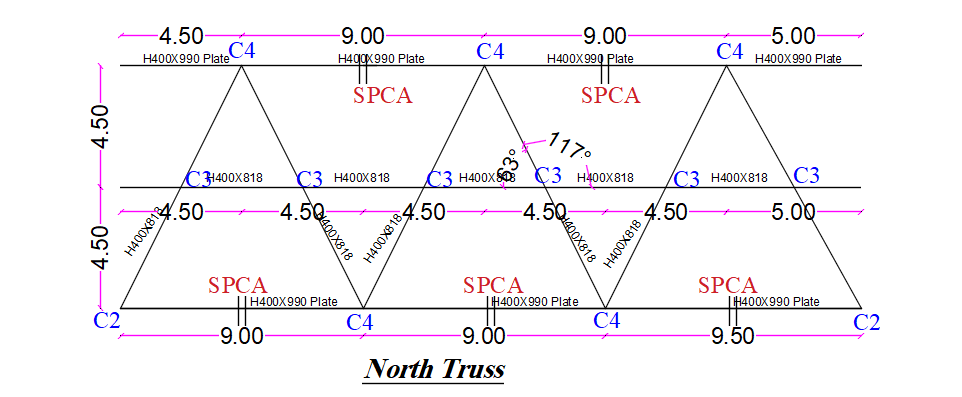 4.50 9.00 9.00 5.00
C4 C4 C4
H400X990 Plate H400X990 Plate H400X990 Plate H400X990 Plate
SPCA SPCA
4.50
63° 117°
C3 C3 C3 C3 C3 C3
H400X818 H400X818 H400X818 H400X818 H400X818 H400X818
4.50 4.50 4.50 4.50 4.50 5.00
4.50
H400X818 H400X818 H400X818 H400X818 H400X818
SPCA SPCA SPCA
H400X990 Plate H400X990 Plate H400X990 Plate
C2 C4 C4 C2
9.00 9.00 9.50
North Truss